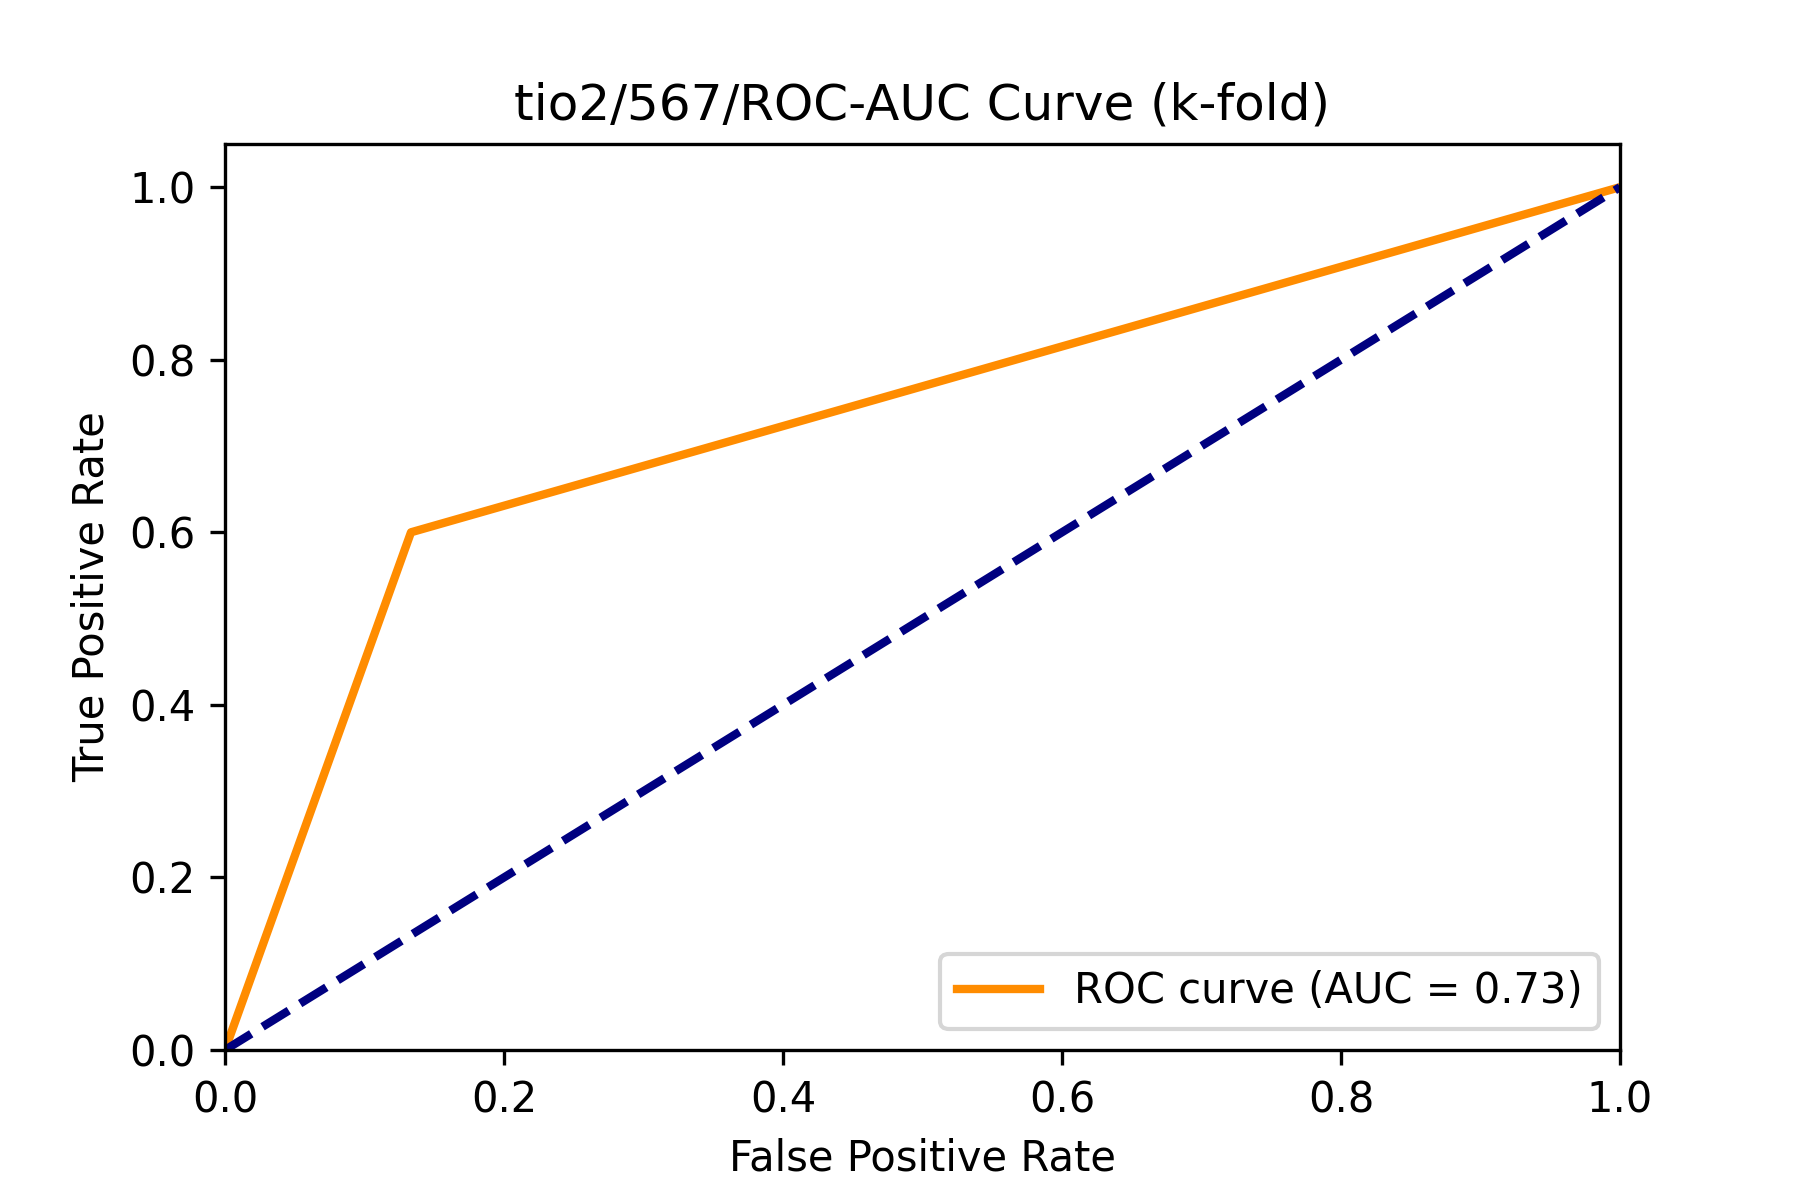 tio2/567/ROC-AUC Curve (k-fold)
True Positive Rate
1.0
0.8
0.6
0.4
0.2
0.0
ROC curve (AUC = 0.73)
0.0 0.2 0.4 0.6 0.8 1.0
False Positive Rate